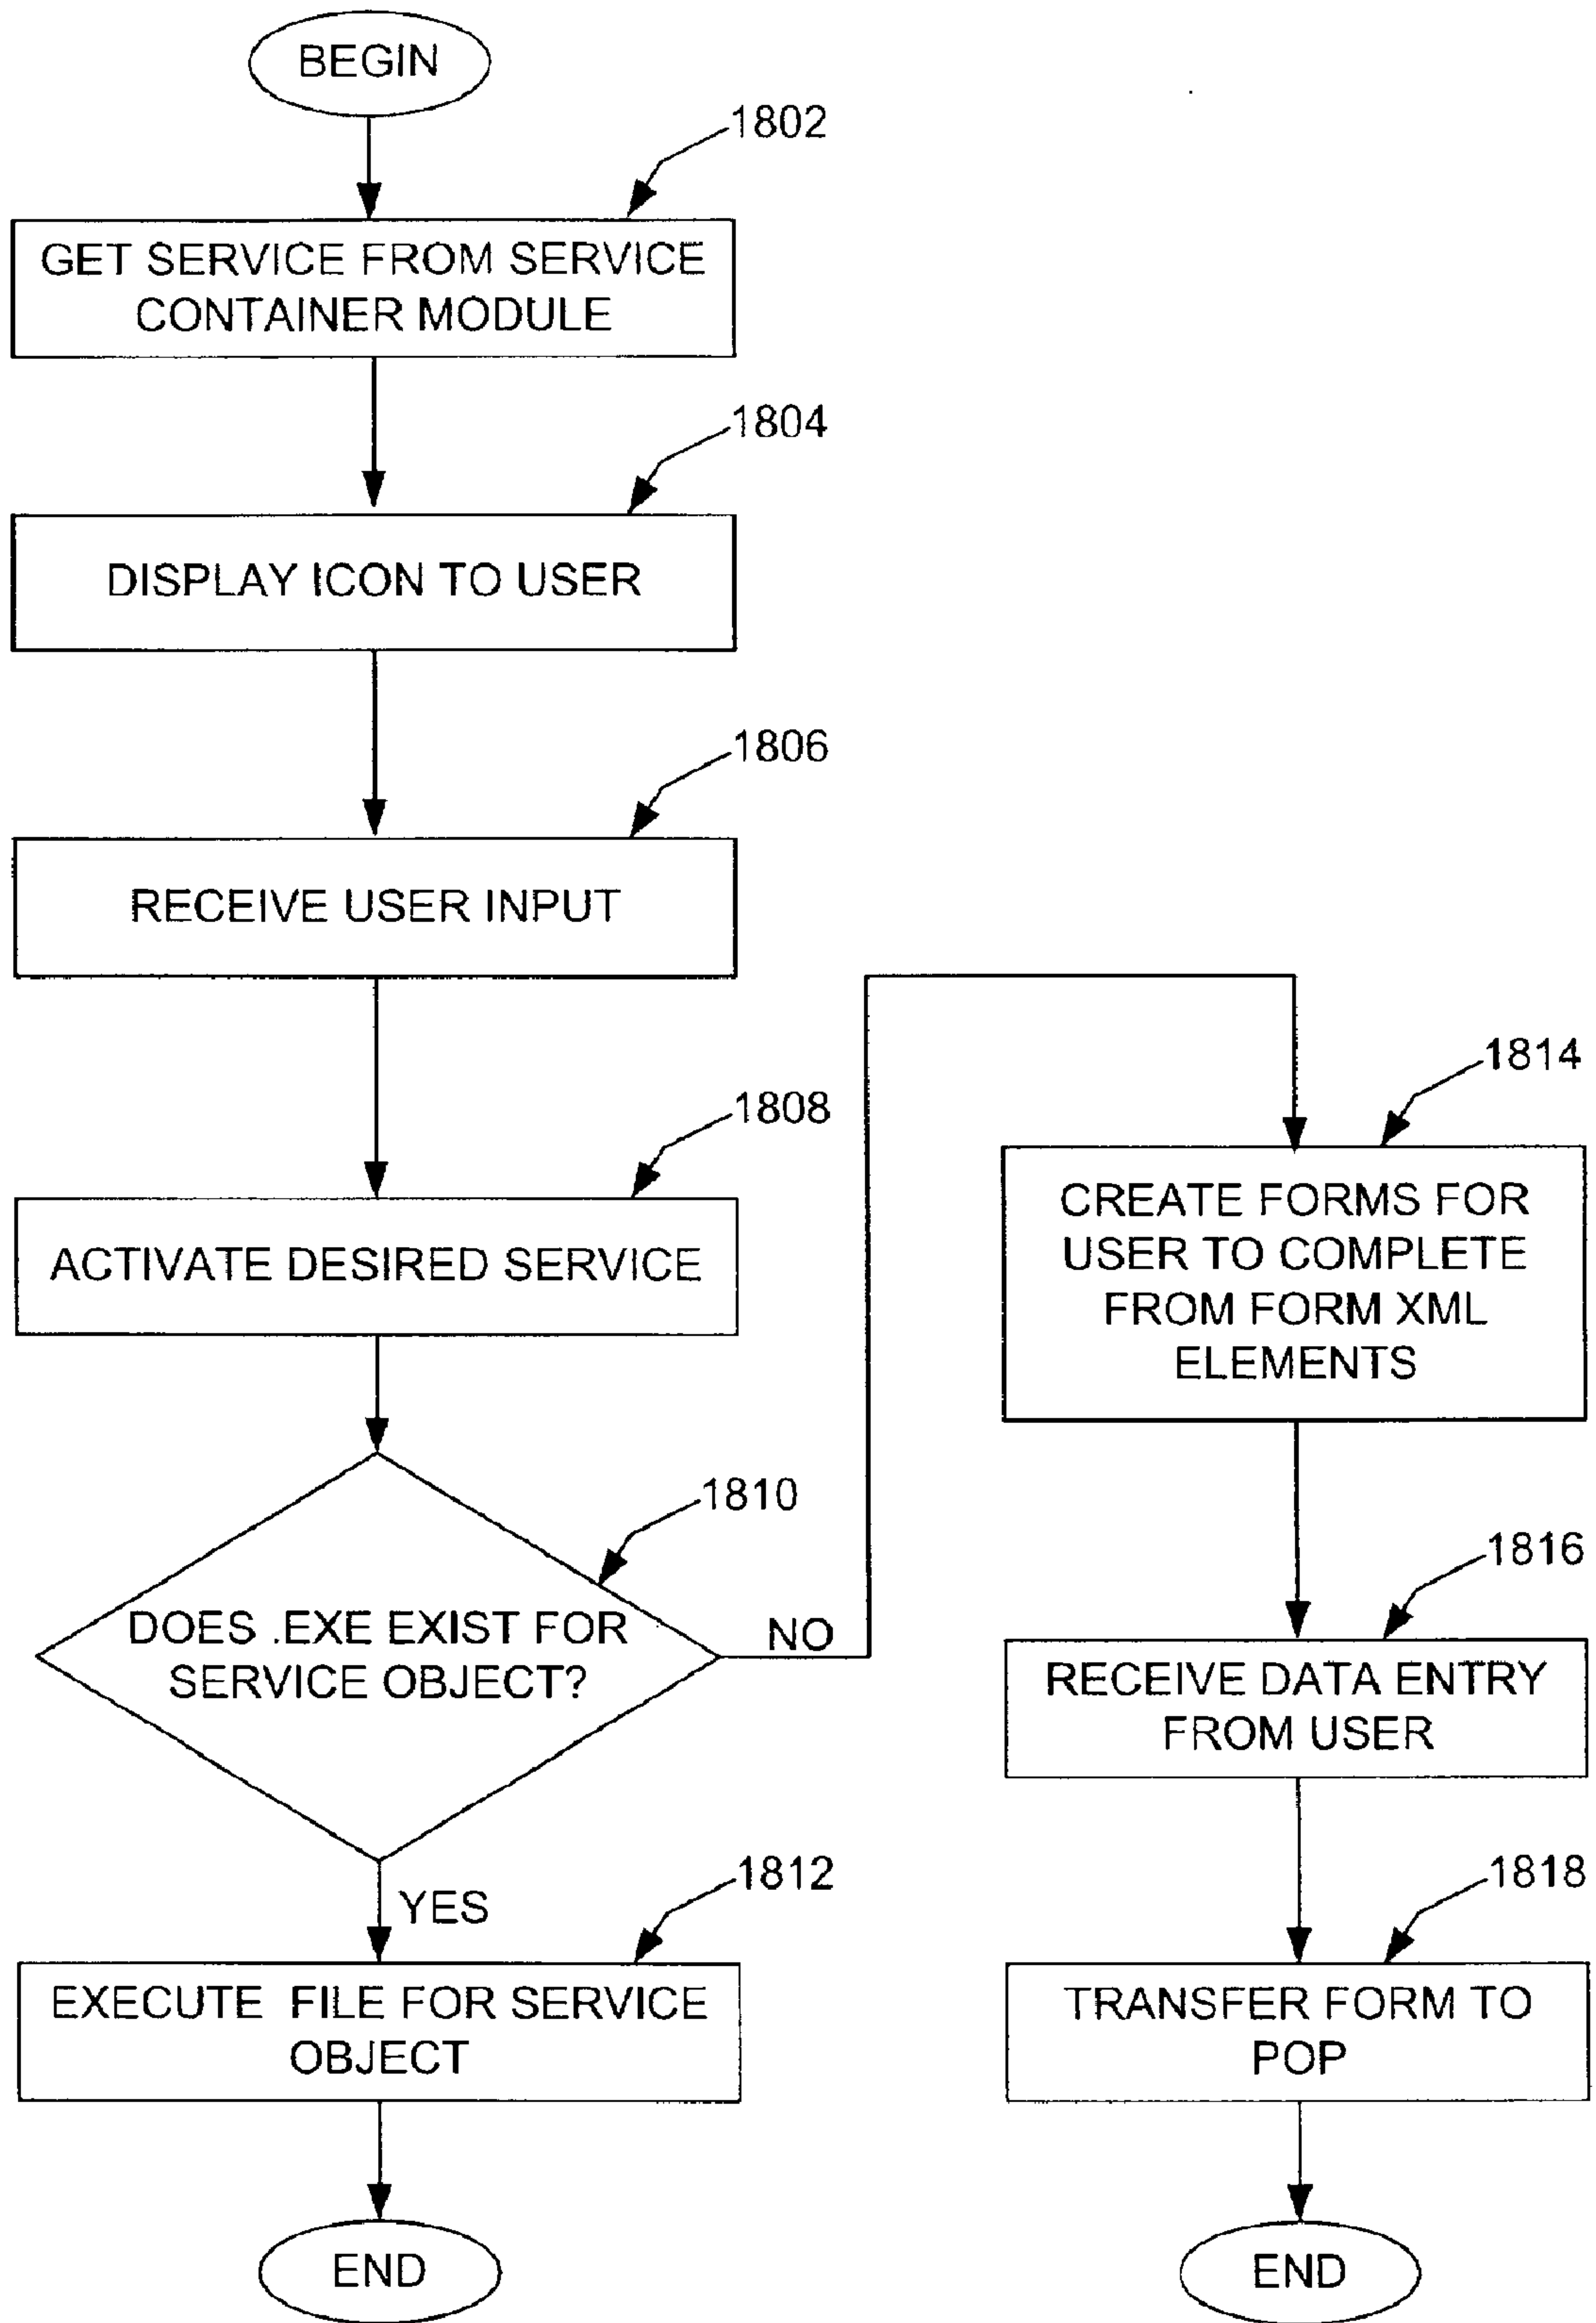 BEGIN
1802
GET SERVICE FROM SERVICE
CONTAINER MODULE
1804
DISPLAY ICON TO USER
1806
RECEIVE USER INPUT
1808
ACTIVATE DESIRED SERVICE
1810
DOES .EXE EXIST FOR
SERVICE OBJECT?
NO
YES
1812
EXECUTE FILE FOR SERVICE
OBJECT
END
1814
CREATE FORMS FOR
USER TO COMPLETE
FROM FORM XML
ELEMENTS
1816
RECEIVE DATA ENTRY
FROM USER
1818
TRANSFER FORM TO
POP
END